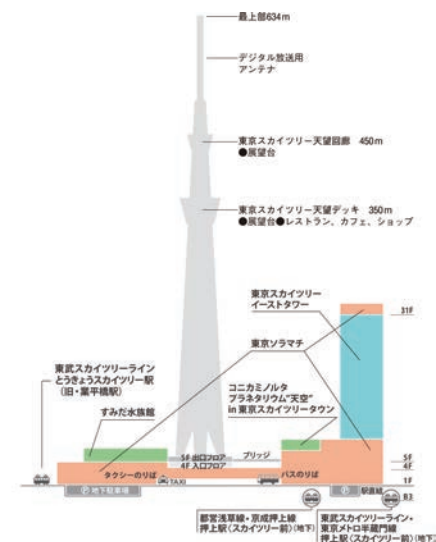 最上部634m
デジタル放送用
アンテナ
東京スカイツリー天望回廊 450m
●展望台
東京スカイツリー天望デッキ 350m
●展望台●レストラン、カフェ、ショップ
東京スカイツリー
イーストタワー
31F
東京ソラマチ
東武スカイツリーライン
とうきょうスカイツリー駅
(旧・業平橋駅)
コニカミノルタ
プラネタリウム"天空"
in 東京スカイツリータウン
すみだ水族館
5F 出口フロア
ブリッジ
5F
4F 入口フロア
4F
タクシーのりば
バスのりば
TAXI
1F
P 地下駐車場
P
駅直結
B3
都営浅草線・京成押上線
押上駅〈スカイツリー前〉(地下)
東武スカイツリーライン・
東京メトロ半蔵門線
押上駅〈スカイツリー前〉(地下)